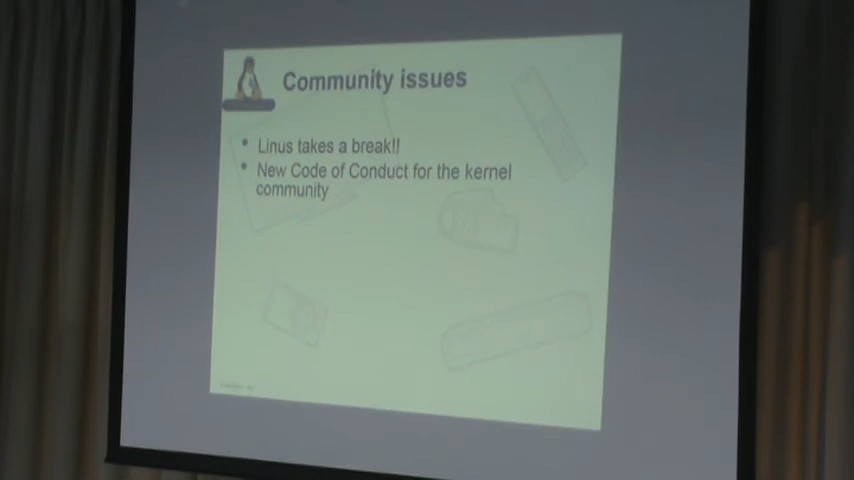 Community issues
• Linus takes a break!!
• New Code of Conduct for the kernel
community